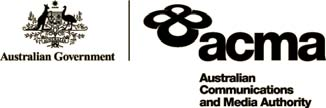 Australian Government
acma
Australian
Communications
and Media Authority